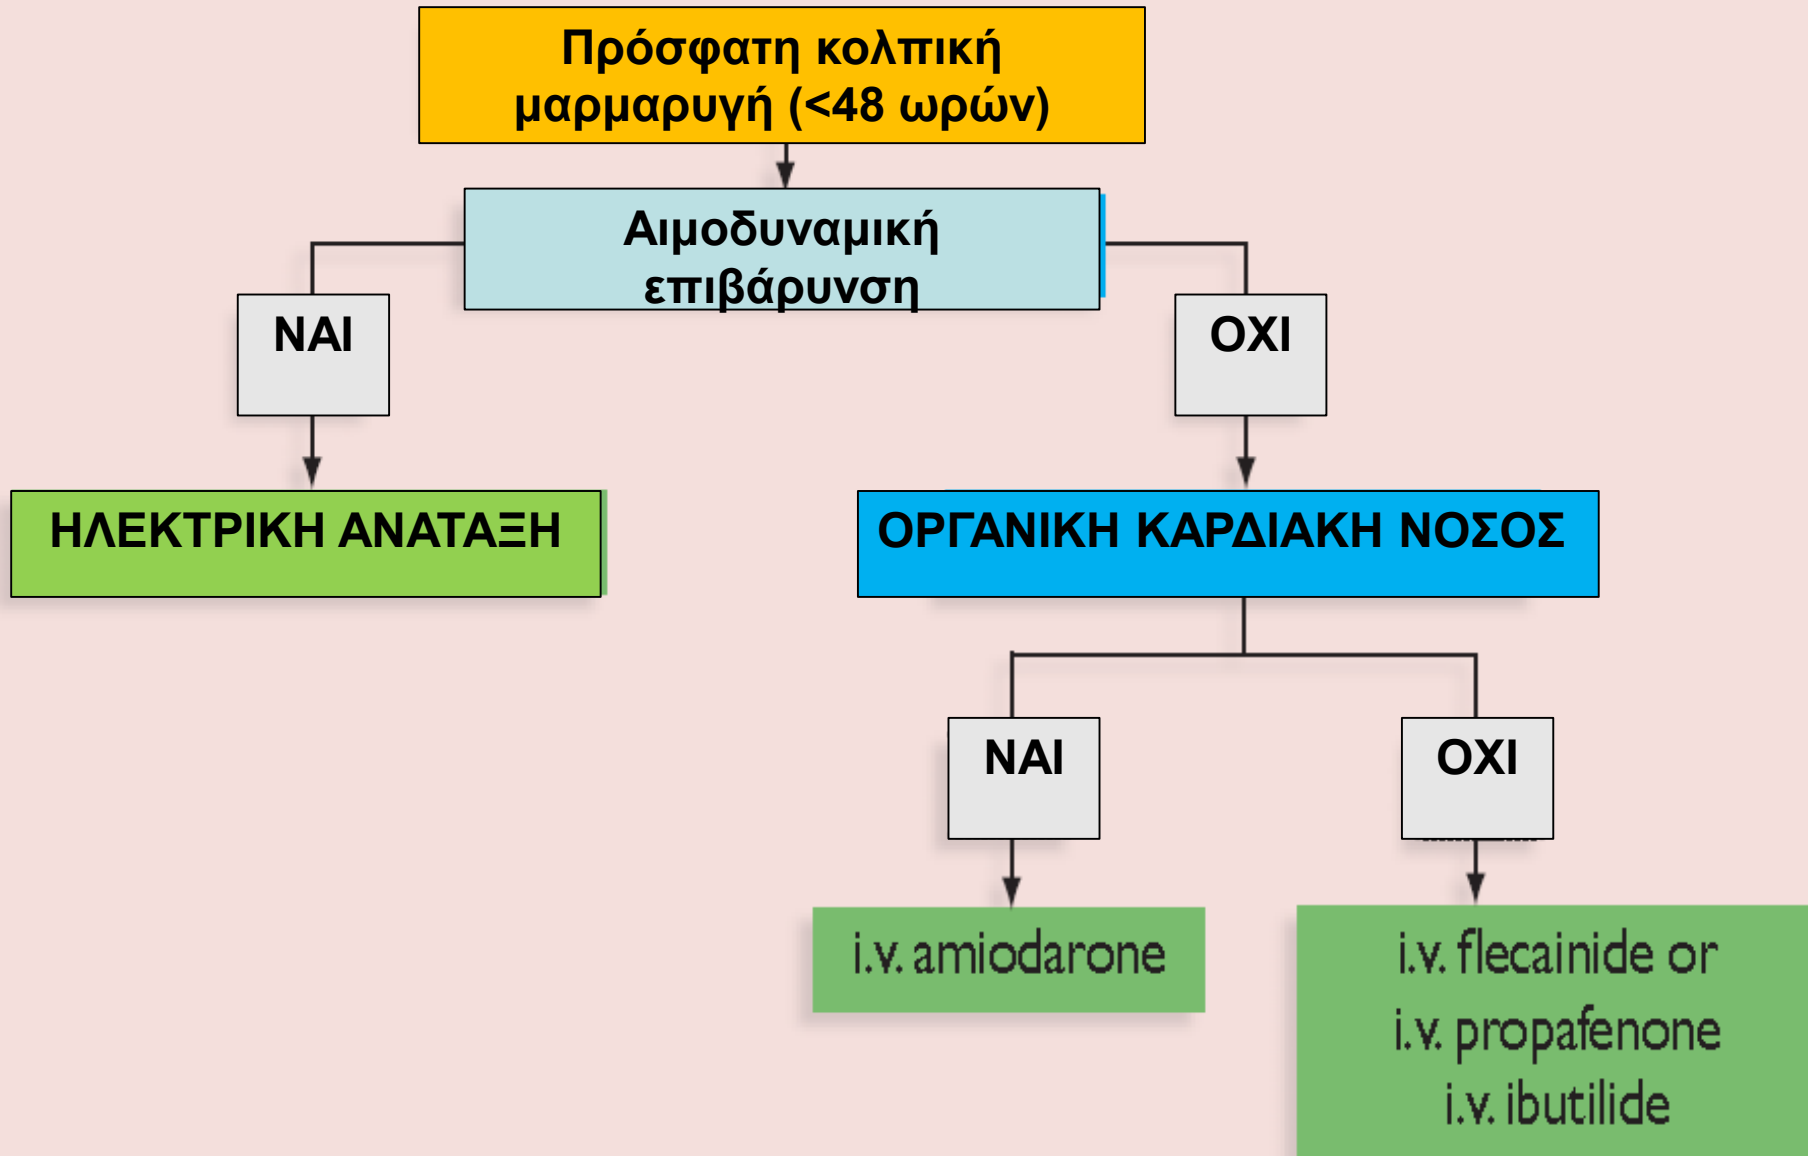 Πρόσφατη κολπική
μαρμαρυγή (<48 ωρών)
Αιμοδυναμική
επιβάρυνση
ΝΑΙ
ΟΧΙ
ΗΛΕΚΤΡΙΚΗ ΑΝΑΤΑΞΗ
ΟΡΓΑΝΙΚΗ ΚΑΡΔΙΑΚΗ ΝΟΣΟΣ
ΝΑΙ
ΟΧΙ
i.v. amiodarone
i.v. flecainide or
i.v. propafenone
i.v. ibutilide